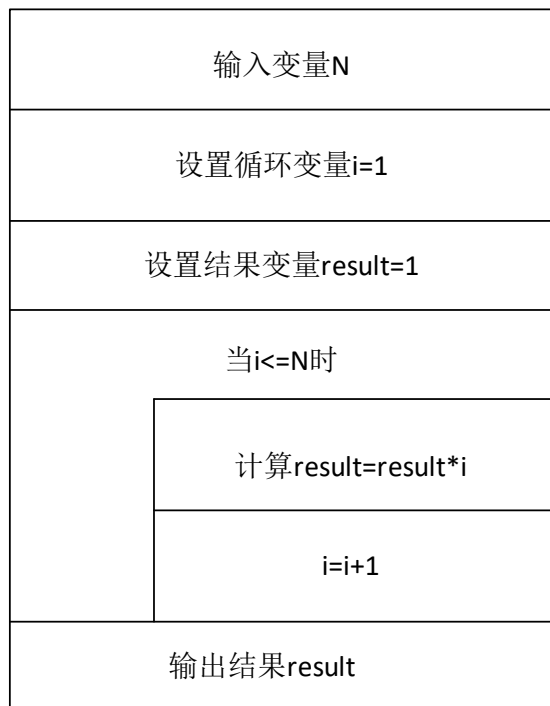 输入变量N
设置循环变量i=1
设置结果变量result=1
当i<=N时
计算result=result*i
i=i+1
输出结果result